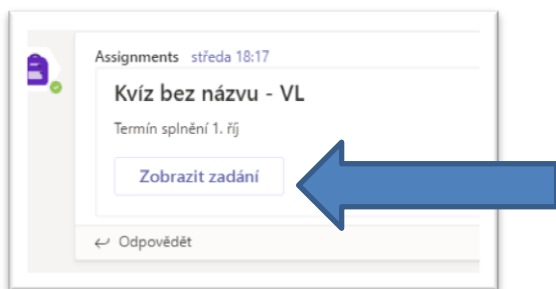 Assignments středa 18:17
Kvíz bez názvu - VL
Termín splnění 1. říj
Zobrazit zadání
Odpovědět